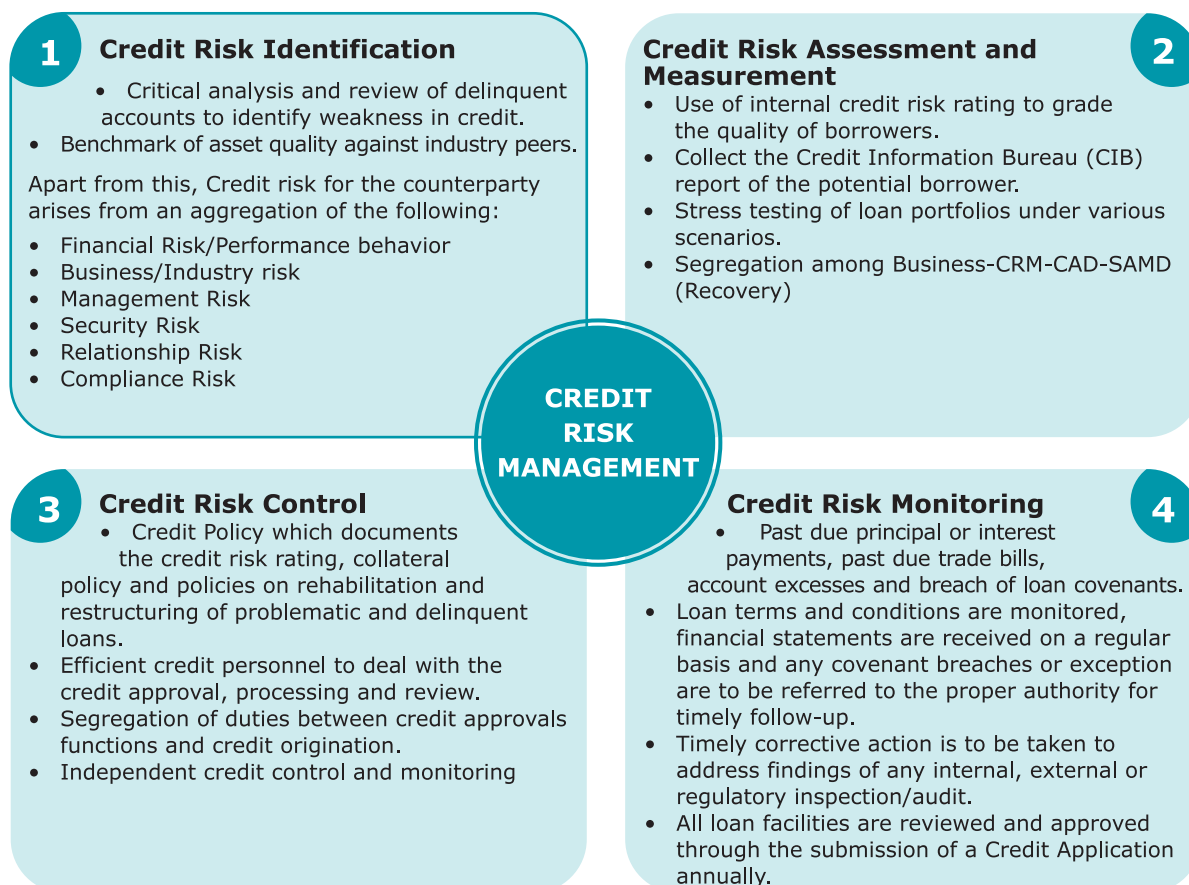 1
Credit Risk Identification
• Critical analysis and review of delinquent
accounts to identify weakness in credit.
• Benchmark of asset quality against industry peers.
Apart from this, Credit risk for the counterparty
arises from an aggregation of the following:
• Financial Risk/Performance behavior
• Business/Industry risk
• Management Risk
• Security Risk
• Relationship Risk
• Compliance Risk
2
Credit Risk Assessment and
Measurement
• Use of internal credit risk rating to grade
the quality of borrowers.
• Collect the Credit Information Bureau (CIB)
report of the potential borrower.
• Stress testing of loan portfolios under various
scenarios.
• Segregation among Business-CRM-CAD-SAMD
(Recovery)
CREDIT
RISK
MANAGEMENT
3
Credit Risk Control
• Credit Policy which documents
the credit risk rating, collateral
policy and policies on rehabilitation and
restructuring of problematic and delinquent
loans.
• Efficient credit personnel to deal with the
credit approval, processing and review.
• Segregation of duties between credit approvals
functions and credit origination.
• Independent credit control and monitoring
4
Credit Risk Monitoring
• Past due principal or interest
payments, past due trade bills,
account excesses and breach of loan covenants.
• Loan terms and conditions are monitored,
financial statements are received on a regular
basis and any covenant breaches or exception
are to be referred to the proper authority for
timely follow-up.
• Timely corrective action is to be taken to
address findings of any internal, external or
regulatory inspection/audit.
• All loan facilities are reviewed and approved
through the submission of a Credit Application
annually.